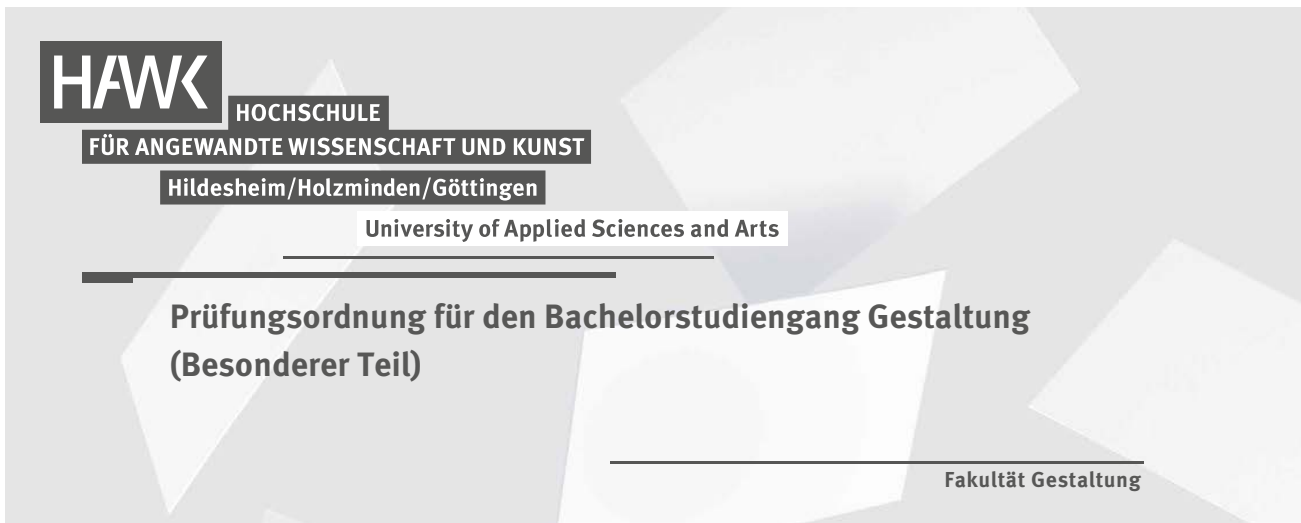 HAWK
HOCHSCHULE
FÜR ANGEWANDTE WISSENSCHAFT UND KUNST
Hildesheim/Holzminden/Göttingen
University of Applied Sciences and Arts
Prüfungsordnung für den Bachelorstudiengang Gestaltung
(Besonderer Teil)
Fakultät Gestaltung